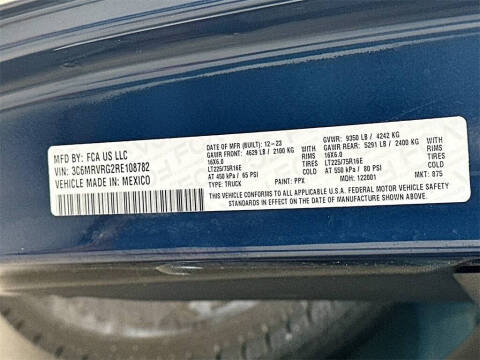 MFD BY: FCA US LLC
VIN: 3C6MRVRG2RE108782
VEHICLE MADE IN: MEXICO
DATE OF MFR (BUILT): 12-23 GVWR: 9350 LB / 4242 KG
GAWR FRONT: 4629 LB / 2100 KG GAWR REAR: 5291 LB / 2400 KG
16X6.0 RIMS 16X6.0 RIMS
LT225/75R16E TIRES LT225/75R16E TIRES
AT 450 kPa / 65 PSI COLD AT 550 kPa / 80 PSI COLD
TYPE: TRUCK PAINT: PPX MDH: 122001 MKT: 875
THIS VEHICLE CONFORMS TO ALL APPLICABLE U.S.A. FEDERAL MOTOR VEHICLE SAFETY
STANDARDS IN EFFECT ON THE DATE OF MANUFACTURE SHOWN ABOVE.